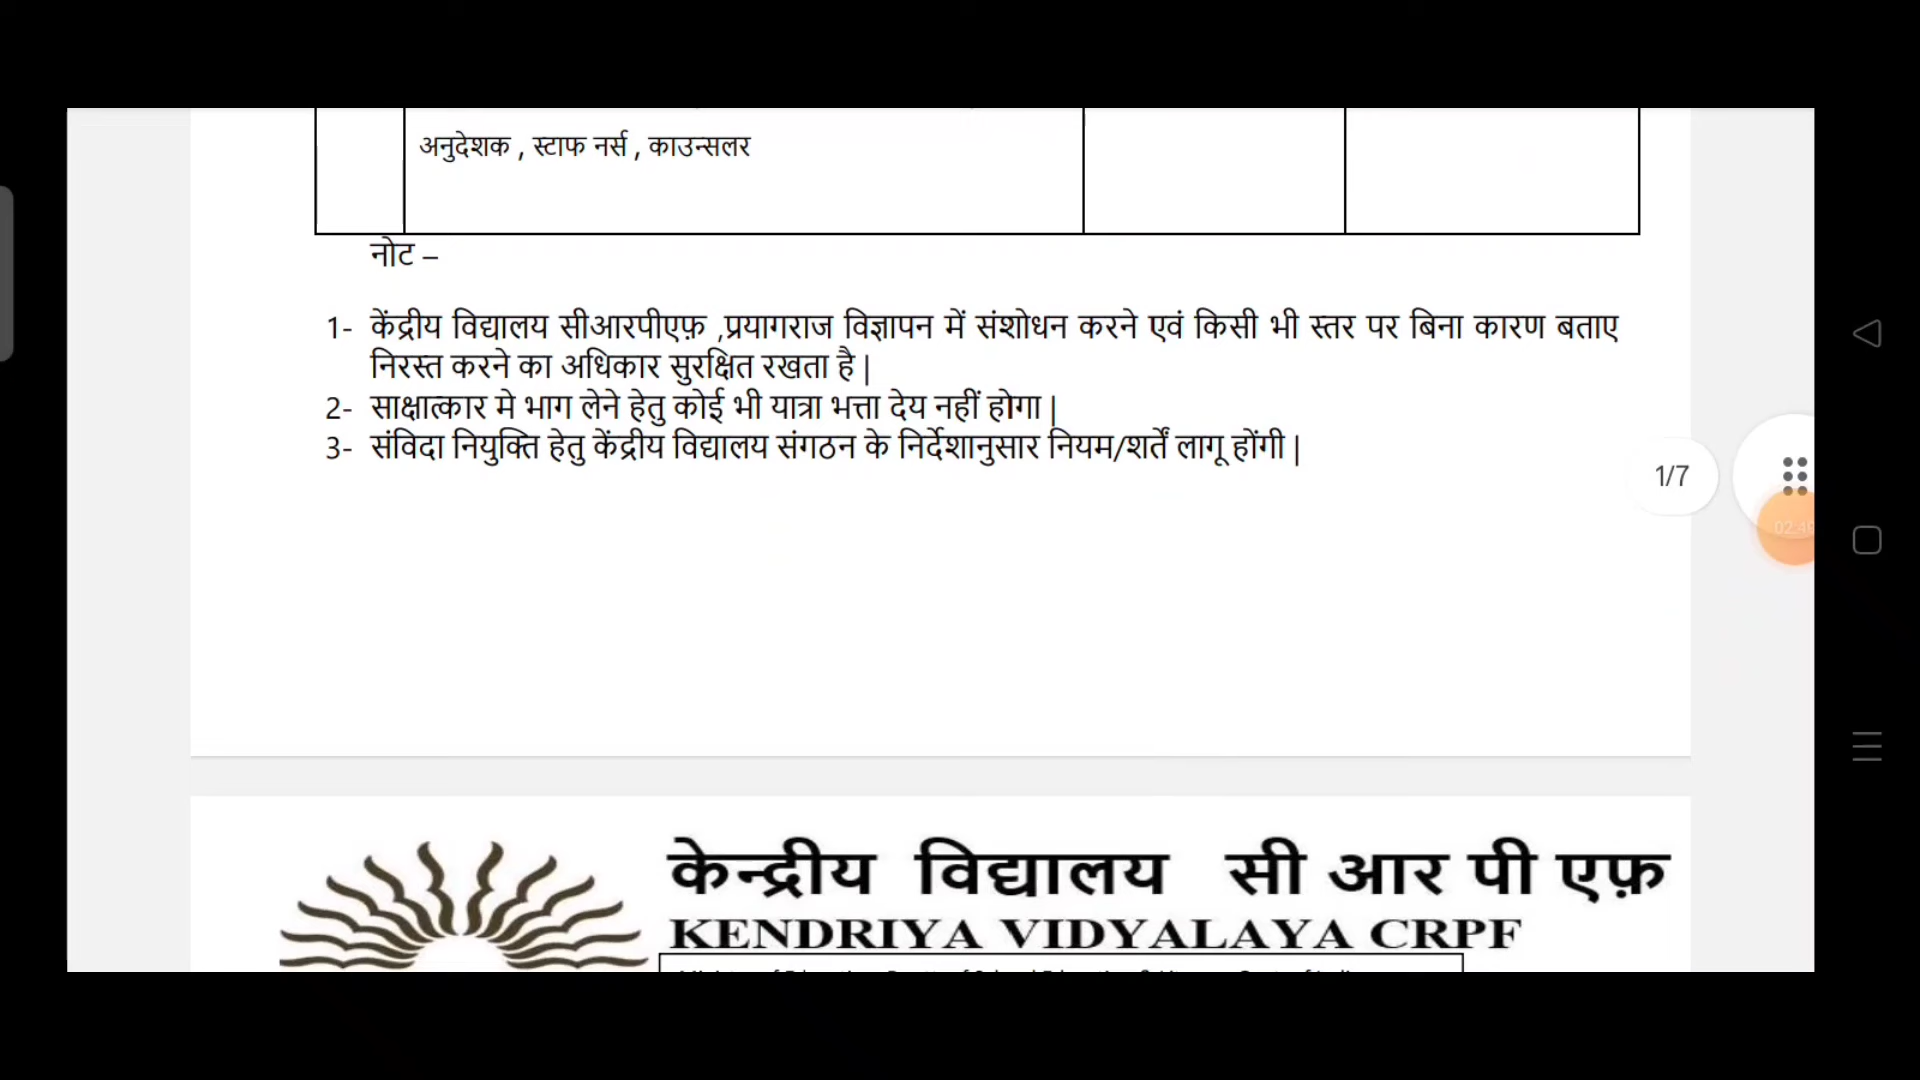 अनुदेशक , स्टाफ नर्स , काउन्सलर
नोट –
1- केंद्रीय विद्यालय सीआरपीएफ़ ,प्रयागराज विज्ञापन में संशोधन करने एवं किसी भी स्तर पर बिना कारण बताए
निरस्त करने का अधिकार सुरक्षित रखता है |
2- साक्षात्कार मे भाग लेने हेतु कोई भी यात्रा भत्ता देय नहीं होगा |
3- संविदा नियुक्ति हेतु केंद्रीय विद्यालय संगठन के निर्देशानुसार नियम/शर्तें लागू होंगी |
1/7
केन्द्रीय विद्यालय सी आर पी एफ़
KENDRIYA VIDYALAYA CRPF